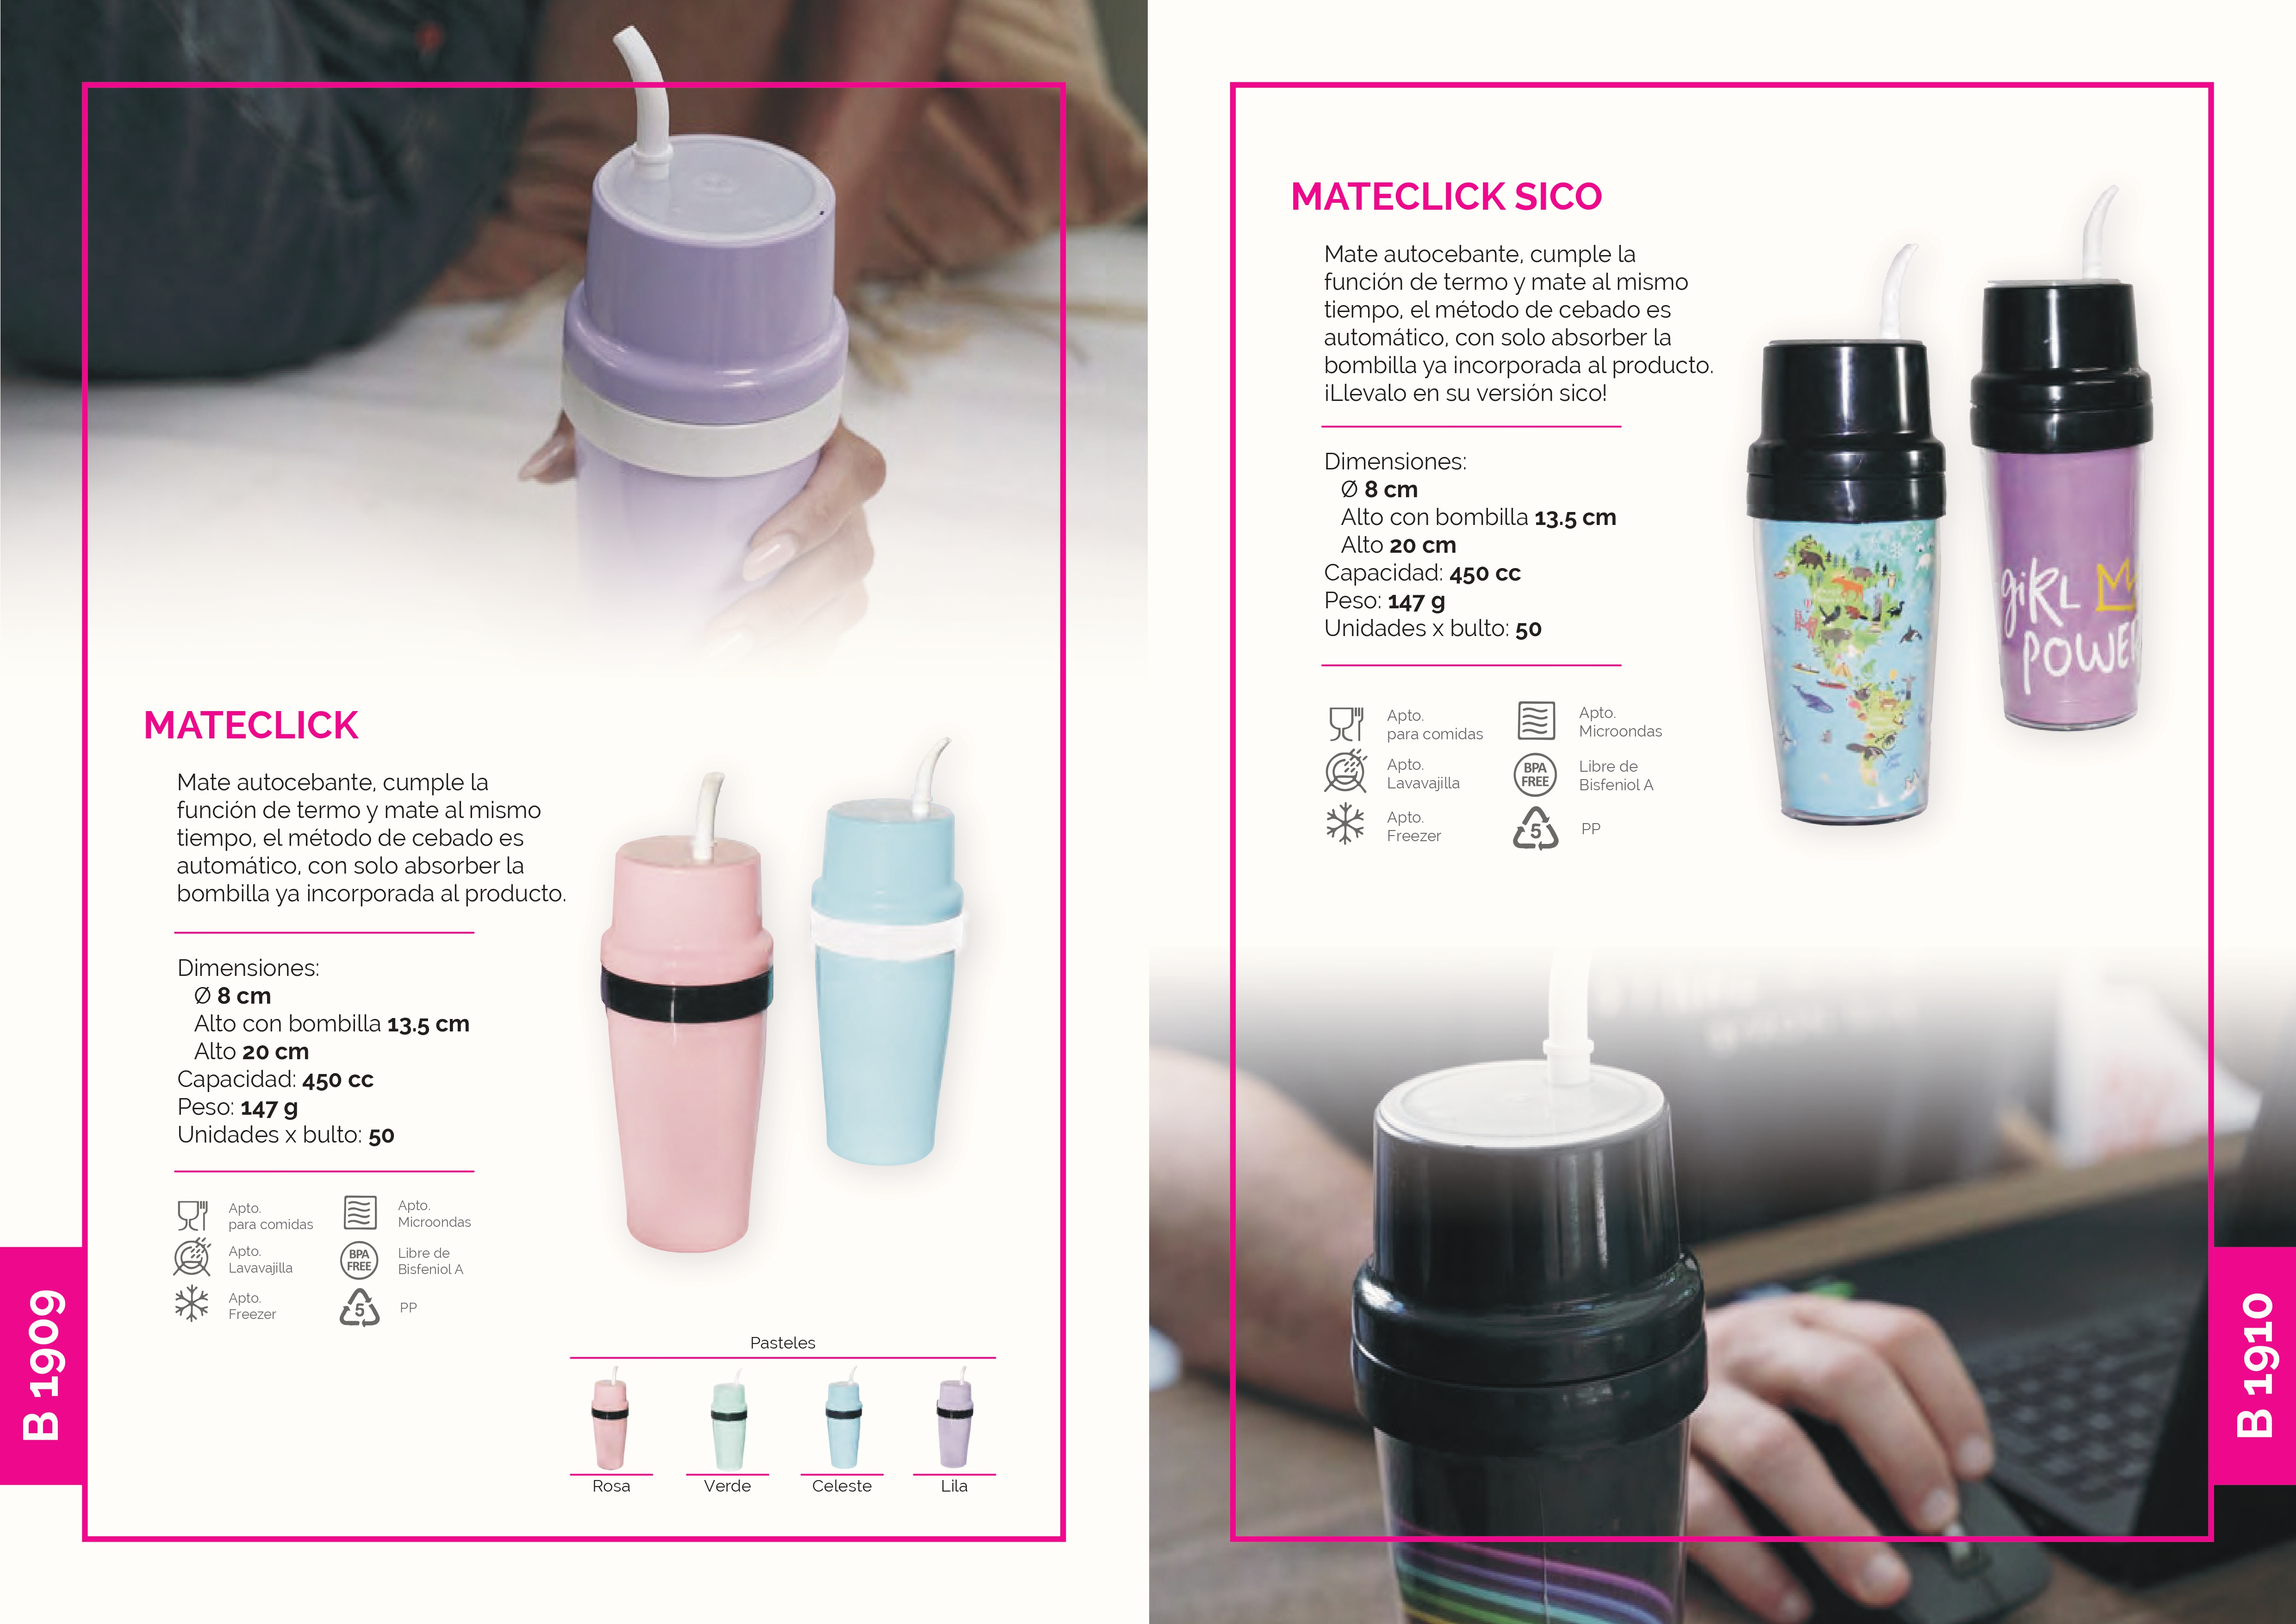 MATECLICK
Mate autocebante, cumple la
función de termo y mate al mismo
tiempo, el método de cebado es
automático, con solo absorber la
bombilla ya incorporada al producto.
Dimensiones:
Ø 8 cm
Alto con bombilla 13.5 cm
Alto 20 cm
Capacidad: 450 cc
Peso: 147 g
Unidades x bulto: 50
Apto.
para comidas
Apto.
Microondas
Apto.
Lavavajilla
BPA
FREE
Libre de
Bisfeniol A
Apto.
Freezer
5
PP
Pasteles
Rosa
Verde
Celeste
Lila
B 1909
MATECLICK SICO
Mate autocebante, cumple la
función de termo y mate al mismo
tiempo, el método de cebado es
automático, con solo absorber la
bombilla ya incorporada al producto.
¡Llevalo en su versión sico!
Dimensiones:
Ø 8 cm
Alto con bombilla 13.5 cm
Alto 20 cm
Capacidad: 450 cc
Peso: 147 g
Unidades x bulto: 50
Apto.
para comidas
Apto.
Microondas
Apto.
Lavavajilla
BPA
FREE
Libre de
Bisfeniol A
Apto.
Freezer
5
PP
giRL
POWER
B 1910